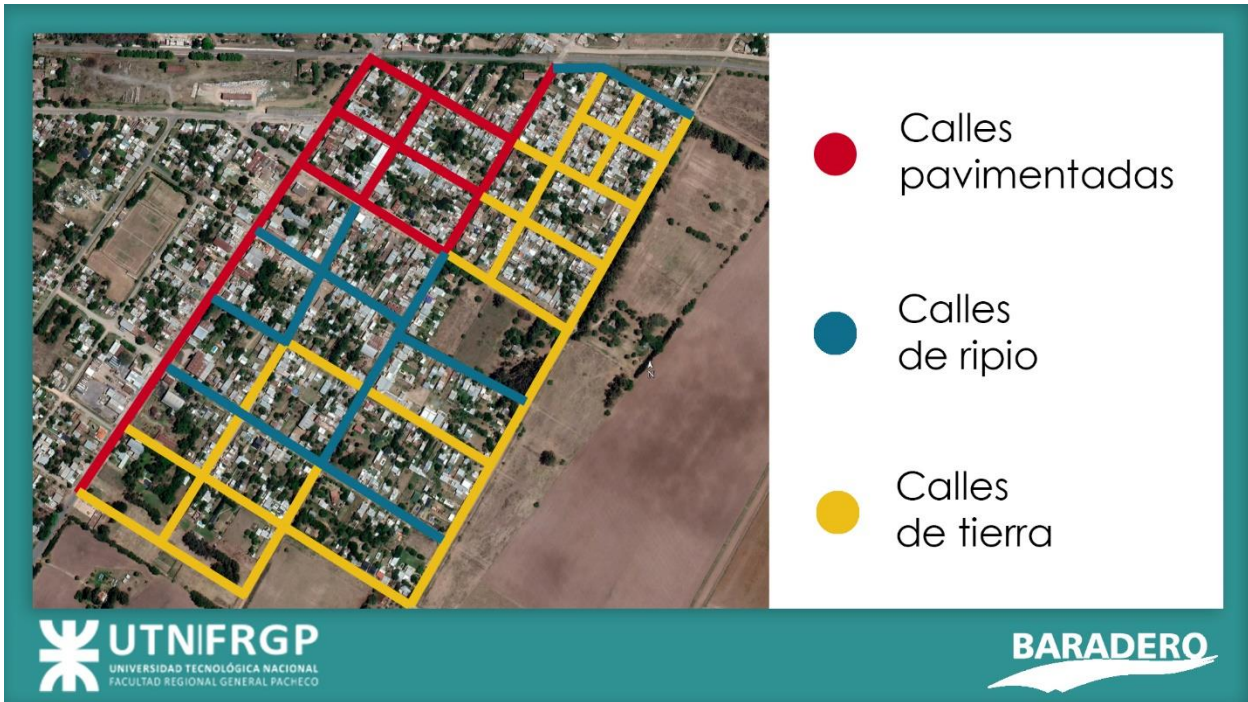 Calles
pavimentadas
Calles
de ripio
Calles
de tierra
UTN|FRGP
UNIVERSIDAD TECNOLÓGICA NACIONAL
FACULTAD REGIONAL GENERAL PACHECO
BARADERO